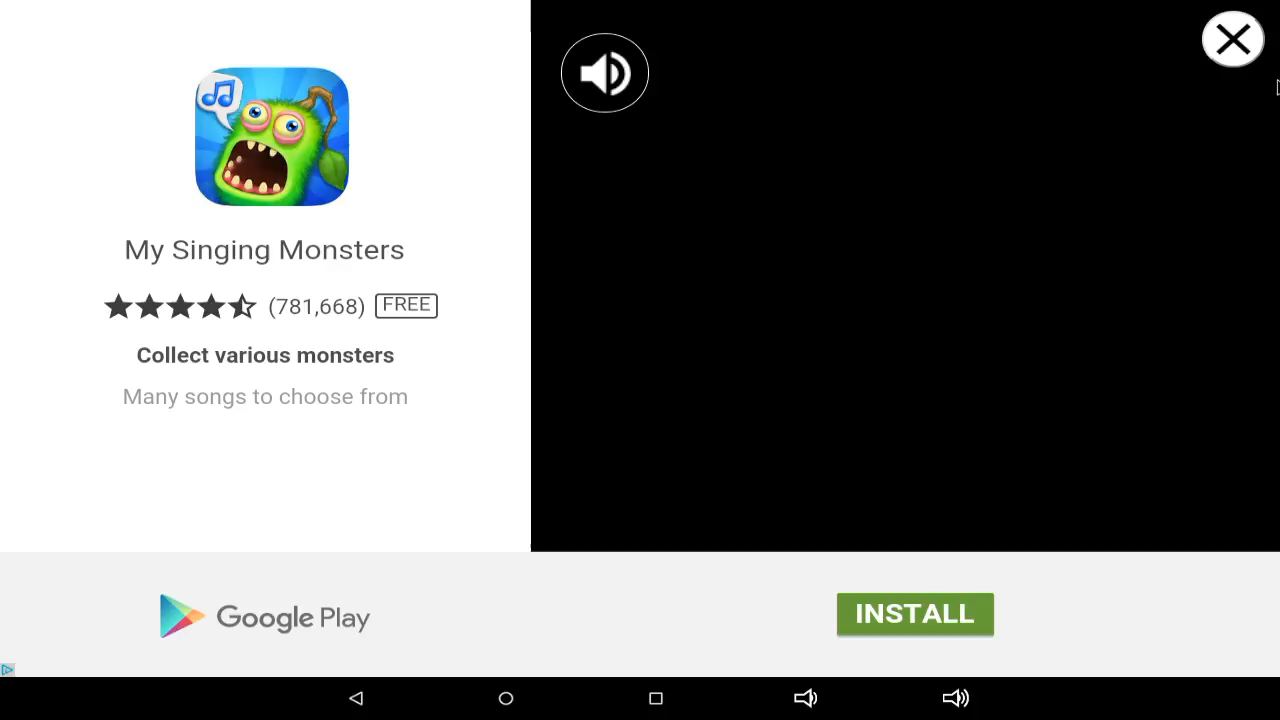 My Singing Monsters
(781,668) FREE
Collect various monsters
Many songs to choose from
Google Play
INSTALL